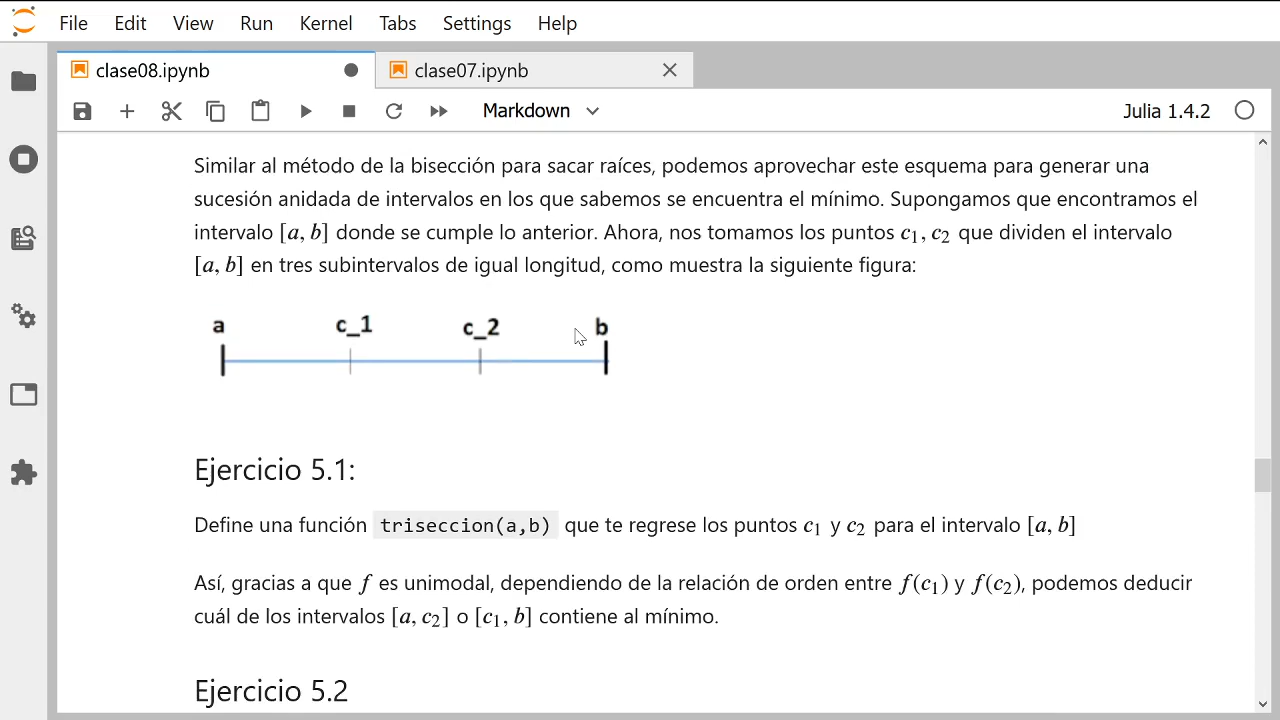 File Edit View Run Kernel Tabs Settings Help
clase08.ipynb clase07.ipynb
Markdown Julia 1.4.2
Similar al método de la bisección para sacar raíces, podemos aprovechar este esquema para generar una
sucesión anidada de intervalos en los que sabemos se encuentra el mínimo. Supongamos que encontramos el
intervalo [a, b] donde se cumple lo anterior. Ahora, nos tomamos los puntos c₁, c₂ que dividen el intervalo
[a, b] en tres subintervalos de igual longitud, como muestra la siguiente figura:
a c_1 c_2 b
Ejercicio 5.1:
Define una función triseccion(a,b) que te regrese los puntos c₁ y c₂ para el intervalo [a, b]
Así, gracias a que f es unimodal, dependiendo de la relación de orden entre f(c₁) y f(c₂), podemos deducir
cuál de los intervalos [a, c₂] o [c₁, b] contiene al mínimo.
Ejercicio 5.2